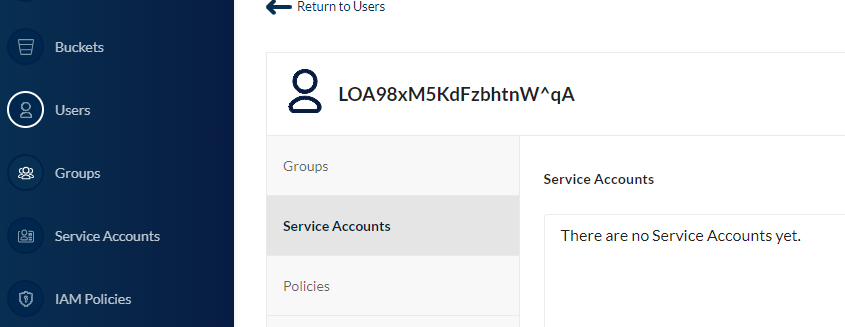 Return to Users
Buckets
Users
Groups
Service Accounts
IAM Policies
LOA98xM5KdFzbhtnW^qA
Groups
Service Accounts
Policies
Service Accounts
There are no Service Accounts yet.